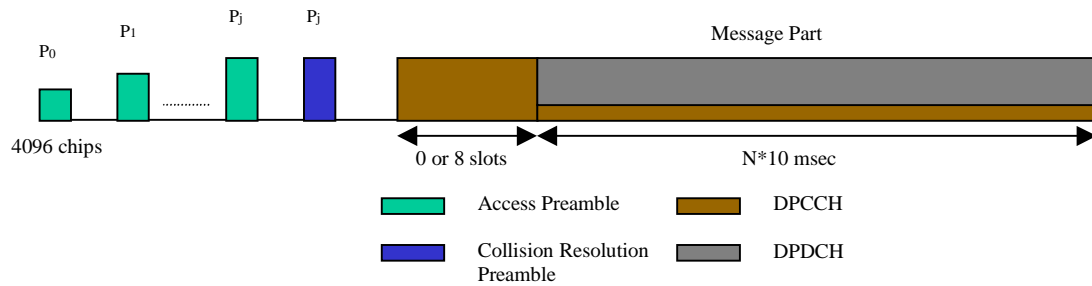 P0
P1
Pj
Pj
Message Part
4096 chips
0 or 8 slots
N*10 msec
Access Preamble
DPCCH
Collision Resolution
Preamble
DPDCH